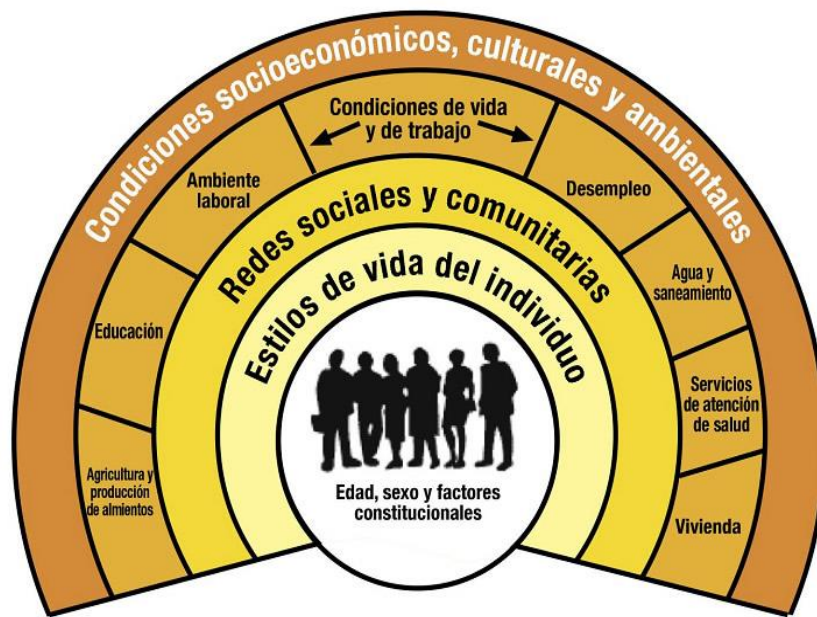 Condiciones socioeconómicos, culturales y ambientales
Condiciones de vida
y de trabajo
Ambiente
laboral
Desempleo
Redes sociales y comunitarias
Agua y
saneamiento
Educación
Estilos de vida del individuo
Servicios
de atención
de salud
Agricultura y
producción
de almientos
Edad, sexo y factores
constitucionales
Vivienda